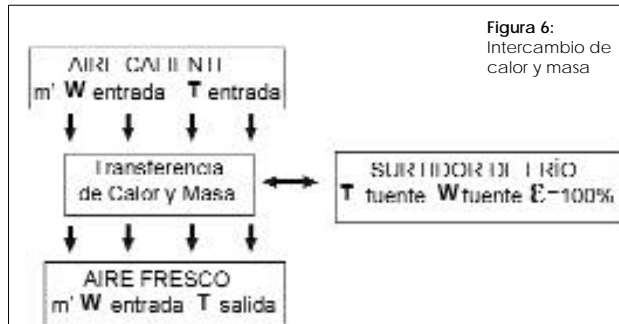 Figura 6:
Intercambio de
calor y masa
AIRE CALIENTE
m' W entrada T entrada
Transferencia
de Calor y Masa
SURTIDOR DE FRÍO
T fuente W fuente ε-100%
AIRE FRESCO
m' W entrada T salida